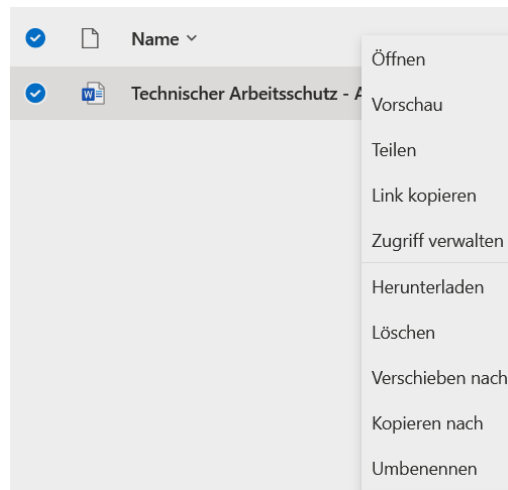 Name
Technischer Arbeitsschutz - A
Öffnen
Vorschau
Teilen
Link kopieren
Zugriff verwalten
Herunterladen
Löschen
Verschieben nach
Kopieren nach
Umbenennen